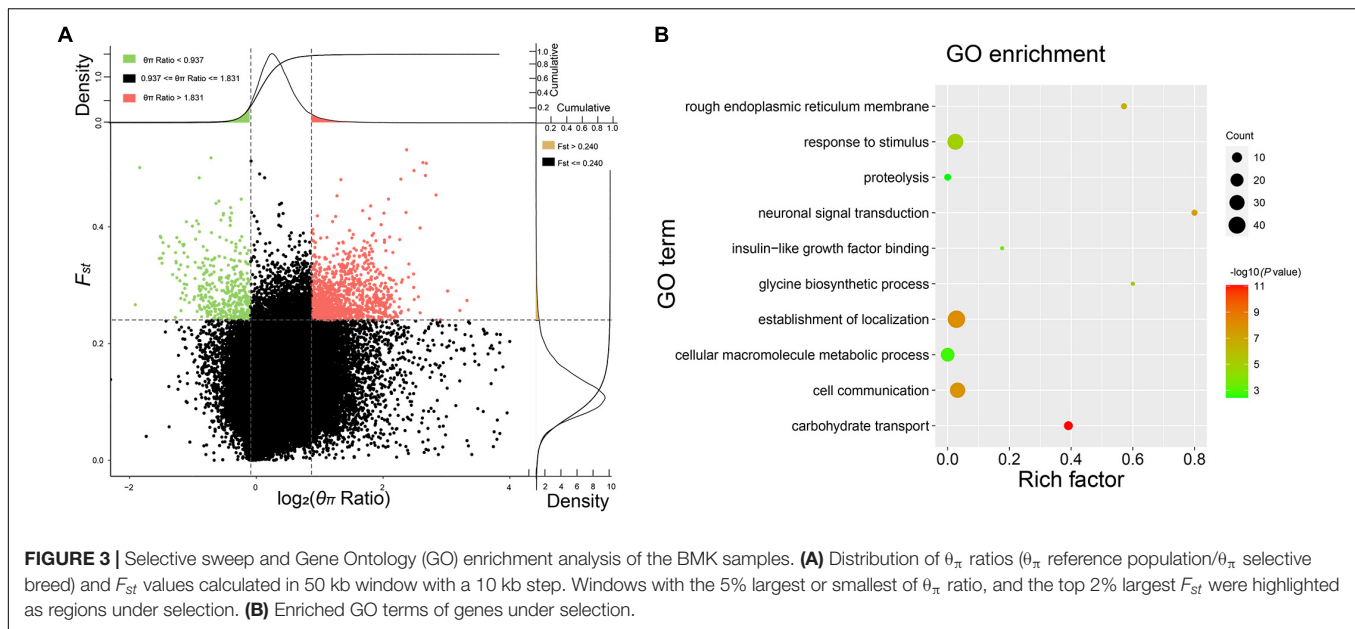 A
Density
1.0
0.0
θπ Ratio < 0.937
0.937 <= θπ Ratio <= 1.831
θπ Ratio > 1.831
1.0
0.8
0.6
0.4
0.2
Cumulative
Cumulative
0.2 0.4 0.6 0.8 1.0
Fst > 0.240
Fst <= 0.240
Fst
0.4
0.2
0.0
−2 0 2 4
log2(θπ Ratio)
2 4 6 8 10
Density
B
GO enrichment
GO term
rough endoplasmic reticulum membrane
response to stimulus
proteolysis
neuronal signal transduction
insulin−like growth factor binding
glycine biosynthetic process
establishment of localization
cellular macromolecule metabolic process
cell communication
carbohydrate transport
0.0 0.2 0.4 0.6 0.8
Rich factor
Count
10
20
30
40
-log10(P value)
11
9
7
5
3
FIGURE 3 | Selective sweep and Gene Ontology (GO) enrichment analysis of the BMK samples. (A) Distribution of θπ ratios (θπ reference population/θπ selective
breed) and Fst values calculated in 50 kb window with a 10 kb step. Windows with the 5% largest or smallest of θπ ratio, and the top 2% largest Fst were highlighted
as regions under selection. (B) Enriched GO terms of genes under selection.